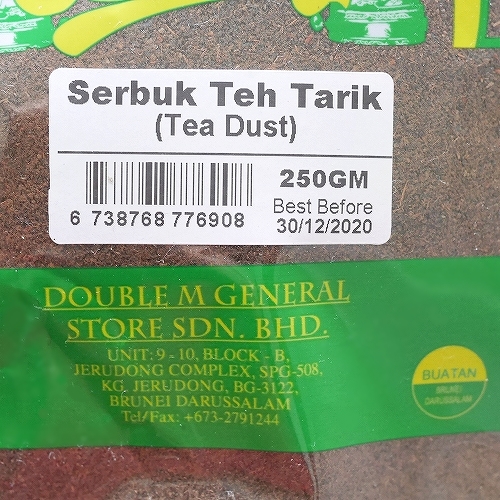 Serbuk Teh Tarik
(Tea Dust)
250GM
6 738768 776908
Best Before
30/12/2020
DOUBLE M GENERAL
STORE SDN. BHD.
UNIT: 9 - 10, BLOCK - B,
JERUDONG COMPLEX, SPG-508,
KG. JERUDONG, BG-3122,
BRUNEI DARUSSALAM
Tel/Fax: +673-2791244
BUATAN
BRUNEI
DARUSSALAM